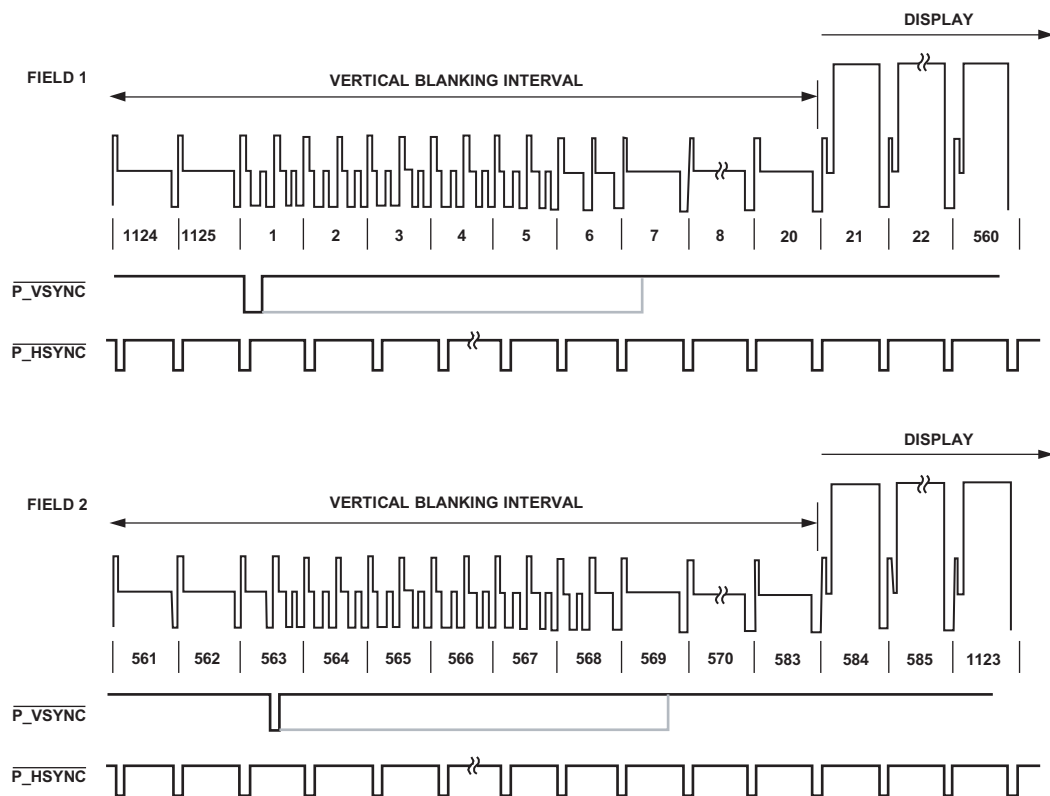 DISPLAY
FIELD 1
VERTICAL BLANKING INTERVAL
1124 1125 1 2 3 4 5 6 7 8 20 21 22 560
P_VSYNC
P_HSYNC
DISPLAY
FIELD 2
VERTICAL BLANKING INTERVAL
561 562 563 564 565 566 567 568 569 570 583 584 585 1123
P_VSYNC
P_HSYNC